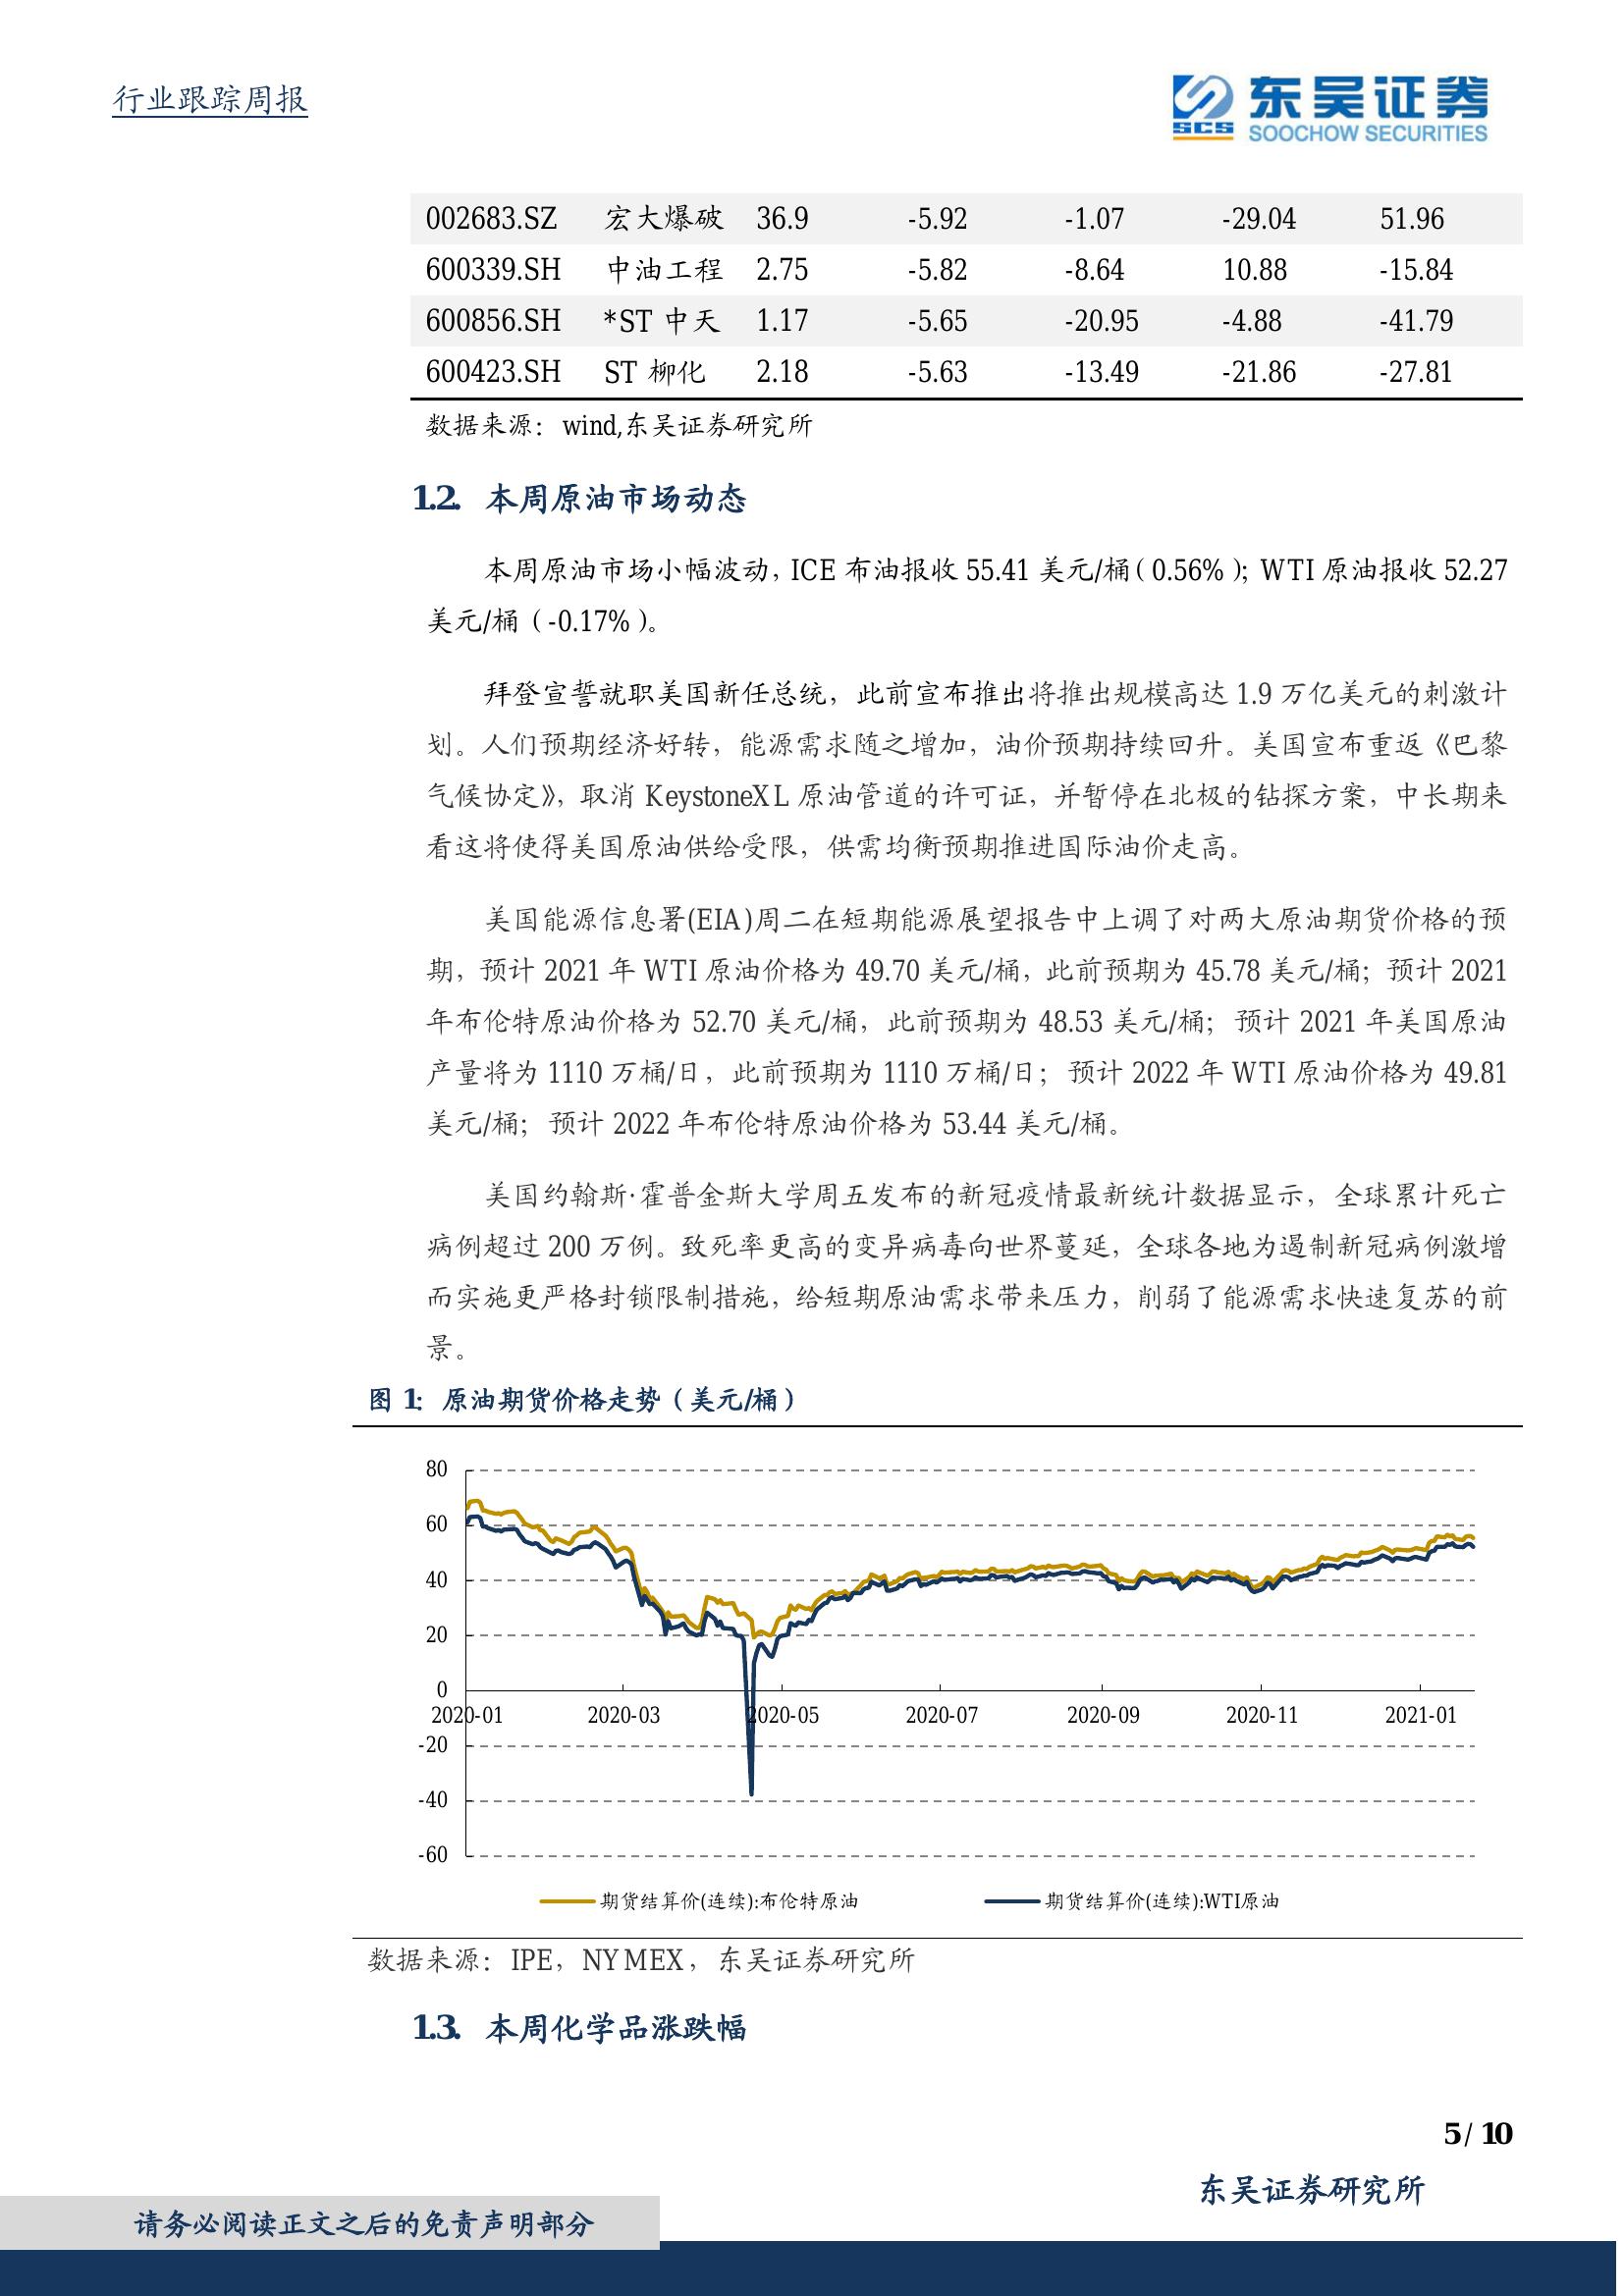 行业跟踪周报
SCS 东吴证券
SOOCHOW SECURITIES
002683.SZ 宏大爆破 36.9 -5.92 -1.07 -29.04 51.96
600339.SH 中油工程 2.75 -5.82 -8.64 10.88 -15.84
600856.SH *ST 中天 1.17 -5.65 -20.95 -4.88 -41.79
600423.SH ST 柳化 2.18 -5.63 -13.49 -21.86 -27.81
数据来源：wind,东吴证券研究所
1.2. 本周原油市场动态
本周原油市场小幅波动，ICE 布油报收 55.41 美元/桶（0.56%）；WTI 原油报收 52.27
美元/桶（-0.17%）。
拜登宣誓就职美国新任总统，此前宣布推出将推出规模高达 1.9 万亿美元的刺激计
划。人们预期经济好转，能源需求随之增加，油价预期持续回升。美国宣布重返《巴黎
气候协定》，取消 KeystoneXL 原油管道的许可证，并暂停在北极的钻探方案，中长期来
看这将使得美国原油供给受限，供需均衡预期推进国际油价走高。
美国能源信息署(EIA)周二在短期能源展望报告中上调了对两大原油期货价格的预
期，预计 2021 年 WTI 原油价格为 49.70 美元/桶，此前预期为 45.78 美元/桶；预计 2021
年布伦特原油价格为 52.70 美元/桶，此前预期为 48.53 美元/桶；预计 2021 年美国原油
产量将为 1110 万桶/日，此前预期为 1110 万桶/日；预计 2022 年 WTI 原油价格为 49.81
美元/桶；预计 2022 年布伦特原油价格为 53.44 美元/桶。
美国约翰斯·霍普金斯大学周五发布的新冠疫情最新统计数据显示，全球累计死亡
病例超过 200 万例。致死率更高的变异病毒向世界蔓延，全球各地为遏制新冠病例激增
而实施更严格封锁限制措施，给短期原油需求带来压力，削弱了能源需求快速复苏的前
景。
图 1：原油期货价格走势（美元/桶）
80
60
40
20
0
2020-01 2020-03 2020-05 2020-07 2020-09 2020-11 2021-01
-20
-40
-60
期货结算价(连续):布伦特原油 期货结算价(连续):WTI原油
数据来源：IPE，NYMEX，东吴证券研究所
1.3. 本周化学品涨跌幅
5 / 10
东吴证券研究所
请务必阅读正文之后的免责声明部分